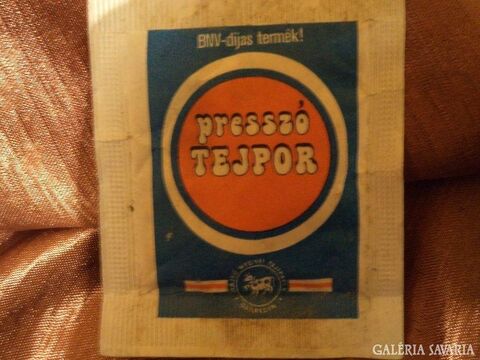 BNV-díjas termék!
presszó
TEJPOR
GALÉRIA SAVARIA